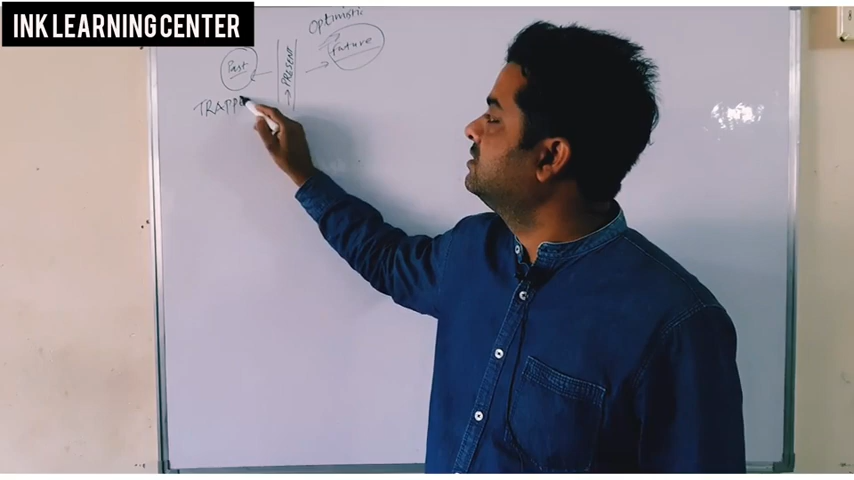 INK LEARNING CENTER
Optimistic
Past
PRESENT
Future
TRAPP